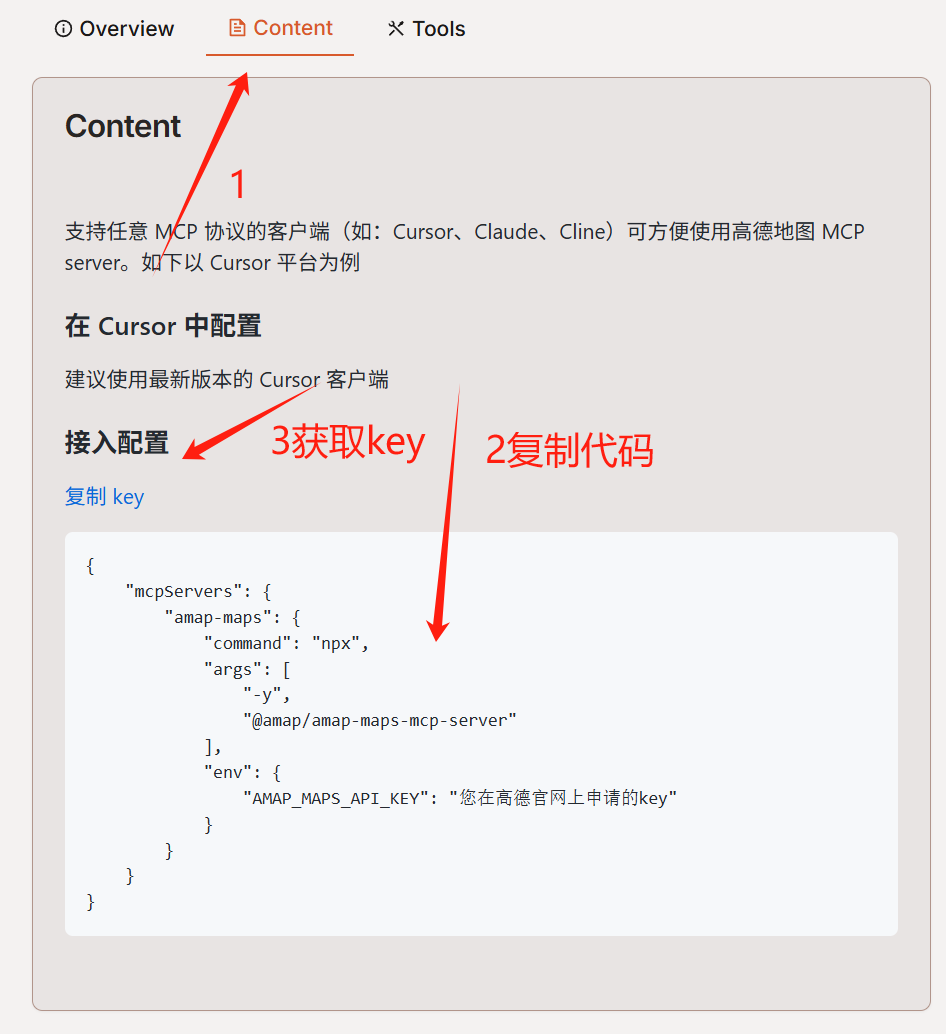 Overview Content Tools
Content
1
支持任意 MCP 协议的客户端（如：Cursor、Claude、Cline）可方便使用高德地图 MCP
server。如下以 Cursor 平台为例
在 Cursor 中配置
建议使用最新版本的 Cursor 客户端
接入配置
3获取key
2复制代码
复制 key
{
    "mcpServers": {
        "amap-maps": {
            "command": "npx",
            "args": [
                "-y",
                "@amap/amap-maps-mcp-server"
            ],
            "env": {
                "AMAP_MAPS_API_KEY": "您在高德官网上申请的key"
            }
        }
    }
}